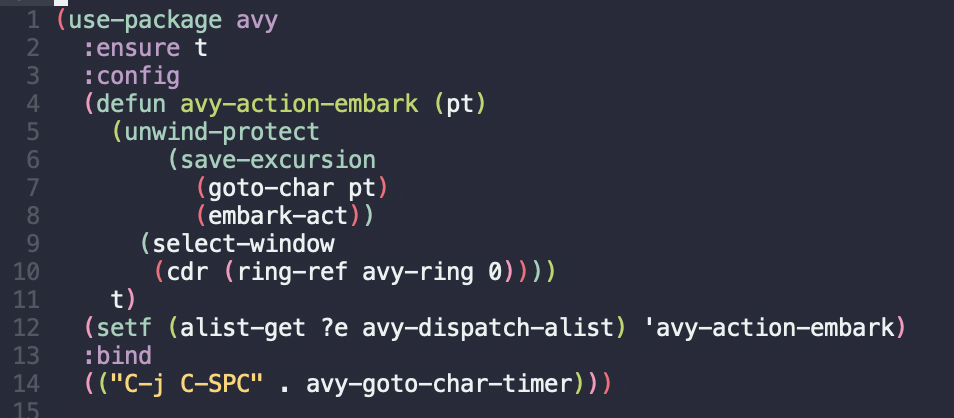 1 (use-package avy
2   :ensure t
3   :config
4   (defun avy-action-embark (pt)
5     (unwind-protect
6         (save-excursion
7           (goto-char pt)
8           (embark-act))
9       (select-window
10        (cdr (ring-ref avy-ring 0))))
11     t)
12   (setf (alist-get ?e avy-dispatch-alist) 'avy-action-embark)
13   :bind
14   (("C-j C-SPC" . avy-goto-char-timer)))
15